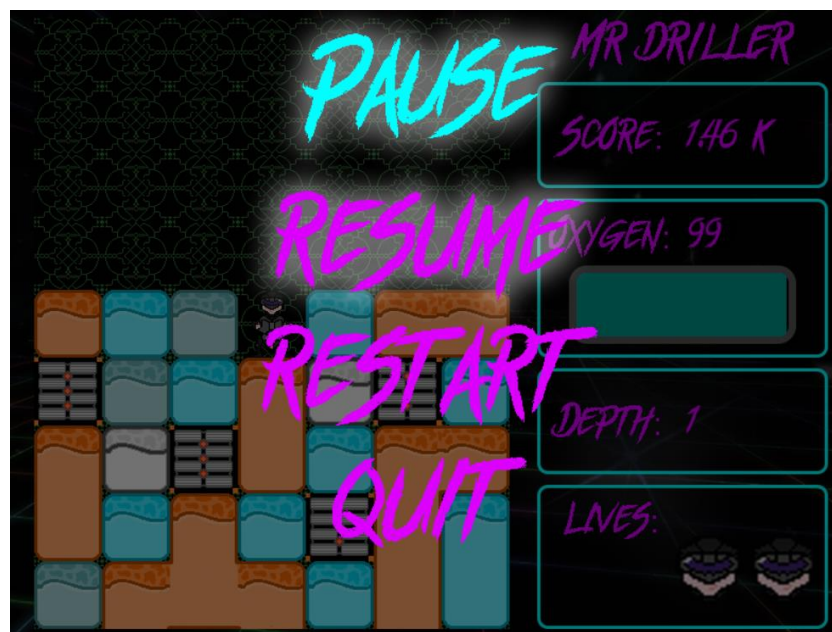 PAUSE
RESUME
RESTART
QUIT
MR DRILLER
SCORE: 1.46 K
OXYGEN: 99
DEPTH: 1
LIVES: